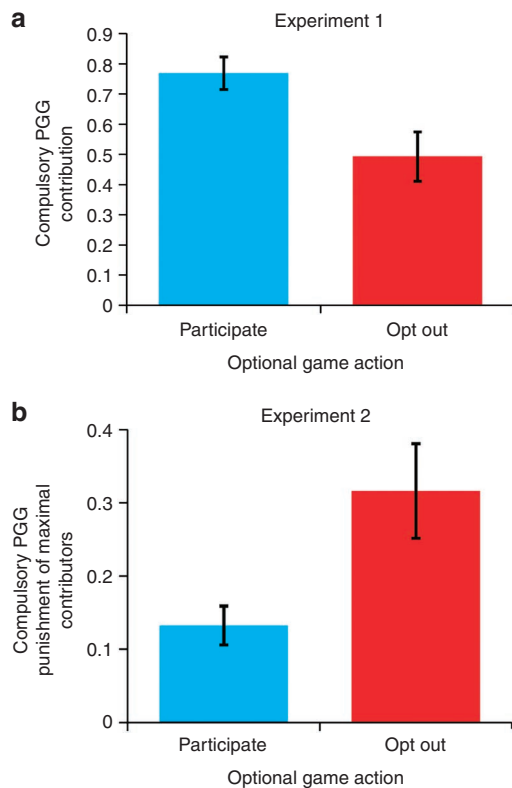 a
Experiment 1
Compulsory PGG
contribution
0.9
0.8
0.7
0.6
0.5
0.4
0.3
0.2
0.1
0
Participate
Opt out
Optional game action
b
Experiment 2
Compulsory PGG
punishment of maximal
contributors
0.4
0.3
0.2
0.1
0
Participate
Opt out
Optional game action